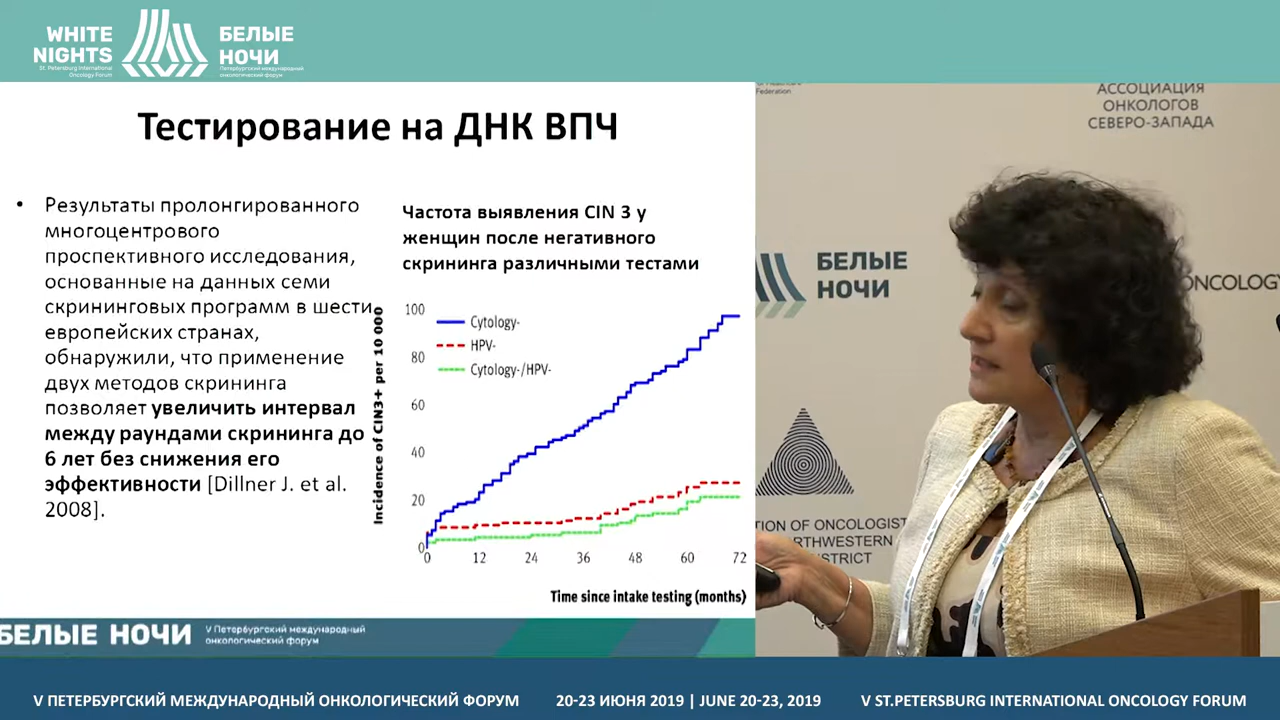 WHITE
NIGHTS
St. Petersburg International
Oncology Forum
БЕЛЫЕ
НОЧИ
Петербургский международный
онкологический форум
Тестирование на ДНК ВПЧ
• Результаты пролонгированного
многоцентрового
проспективного исследования,
основанные на данных семи
скрининговых программ в шести
европейских странах,
обнаружили, что применение
двух методов скрининга
позволяет увеличить интервал
между раундами скрининга до
6 лет без снижения его
эффективности [Dillner J. et al.
2008].
Частота выявления CIN 3 у
женщин после негативного
скрининга различными тестами
Incidence of CIN3+ per 10 000
100
80
60
40
20
0
Cytology-
HPV-
Cytology-/HPV-
0 12 24 36 48 60 72
Time since intake testing (months)
БЕЛЫЕ НОЧИ
V Петербургский международный
онкологический форум
Federation
АССОЦИАЦИЯ
ОНКОЛОГОВ
СЕВЕРО-ЗАПАДА
БЕЛЫЕ
НОЧИ
ONCOLOGY
TION OF ONCOLOGIST
RTHWESTERN
DISTRICT
V ПЕТЕРБУРГСКИЙ МЕЖДУНАРОДНЫЙ ОНКОЛОГИЧЕСКИЙ ФОРУМ
20-23 ИЮНЯ 2019 | JUNE 20-23, 2019
V ST.PETERSBURG INTERNATIONAL ONCOLOGY FORUM